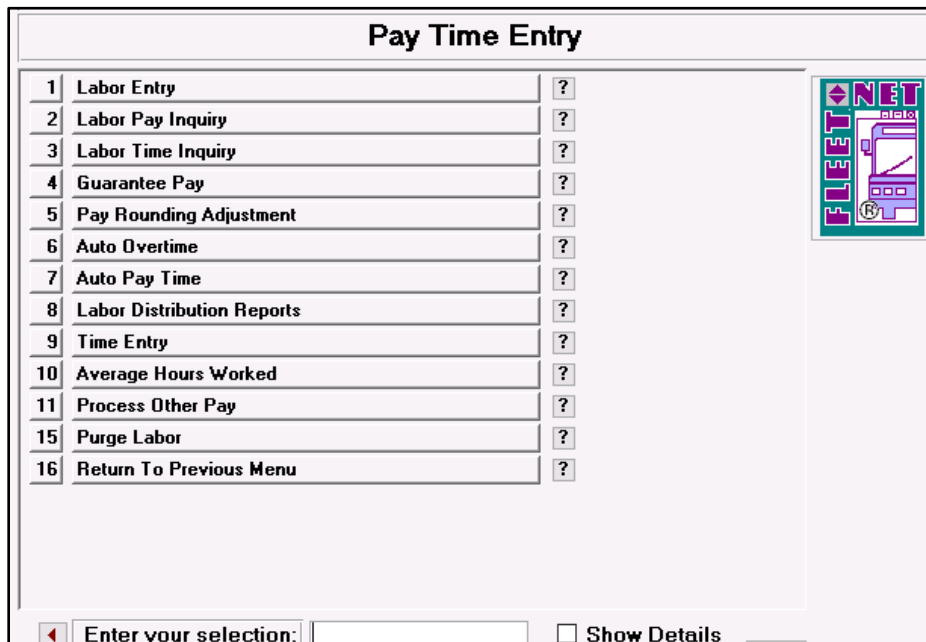 Pay Time Entry
1 Labor Entry ?
2 Labor Pay Inquiry ?
3 Labor Time Inquiry ?
4 Guarantee Pay ?
5 Pay Rounding Adjustment ?
6 Auto Overtime ?
7 Auto Pay Time ?
8 Labor Distribution Reports ?
9 Time Entry ?
10 Average Hours Worked ?
11 Process Other Pay ?
15 Purge Labor ?
16 Return To Previous Menu ?
FLEET NET
®
Enter your selection:
Show Details